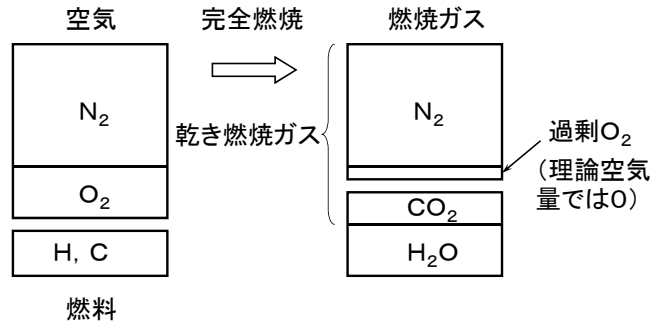 空気
完全燃焼
燃焼ガス
N₂
O₂
H, C
燃料
乾き燃焼ガス
N₂
過剰O₂
（理論空気
量では0）
CO₂
H₂O